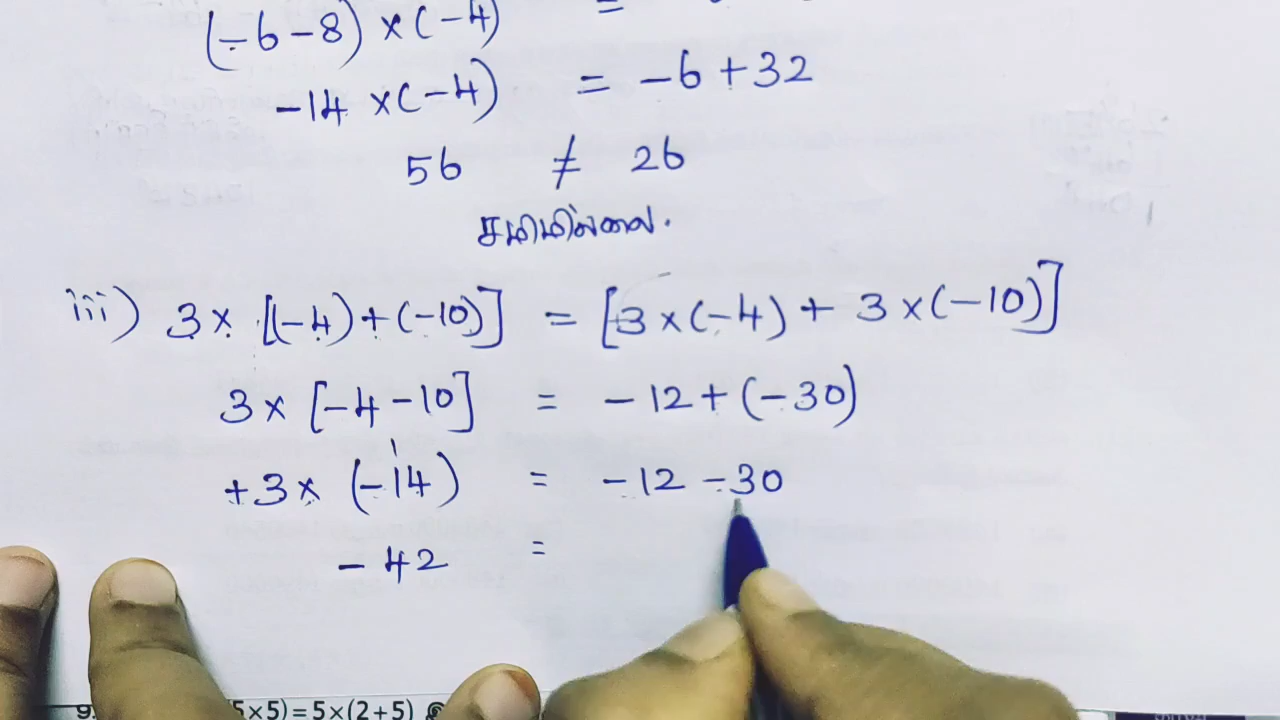 (-6-8) × (-4) =
-14 × (-4) = -6+32
56 ≠ 26
சமமில்லை.
iii) 3× [(-4)+(-10)] = [3×(-4) + 3×(-10)]
3× [-4-10] = -12+(-30)
+3× (-14) = -12 -30
-42 =
5×5)=5×(2+5)